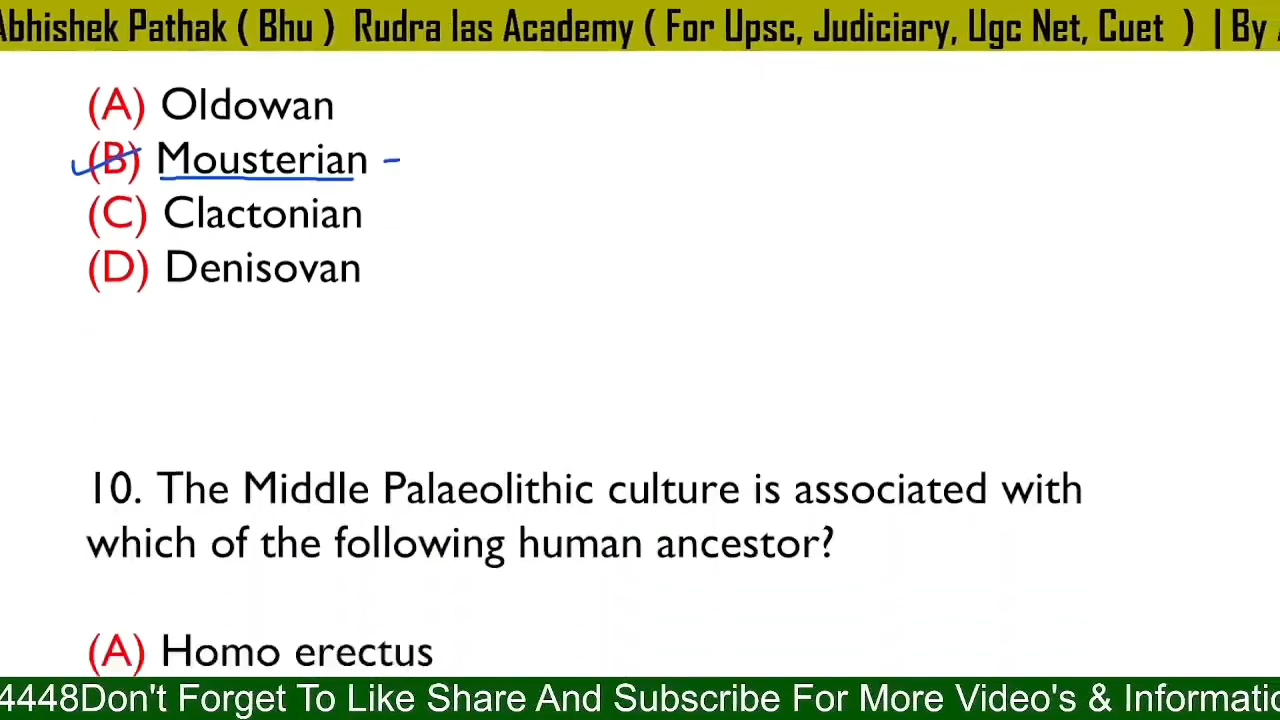 Abhishek Pathak ( Bhu ) Rudra Ias Academy ( For Upsc, Judiciary, Ugc Net, Cuet ) | By
(A) Oldowan
(B) Mousterian -
(C) Clactonian
(D) Denisovan
10. The Middle Palaeolithic culture is associated with
which of the following human ancestor?
(A) Homo erectus
4448Don't Forget To Like Share And Subscribe For More Video's & Informatio